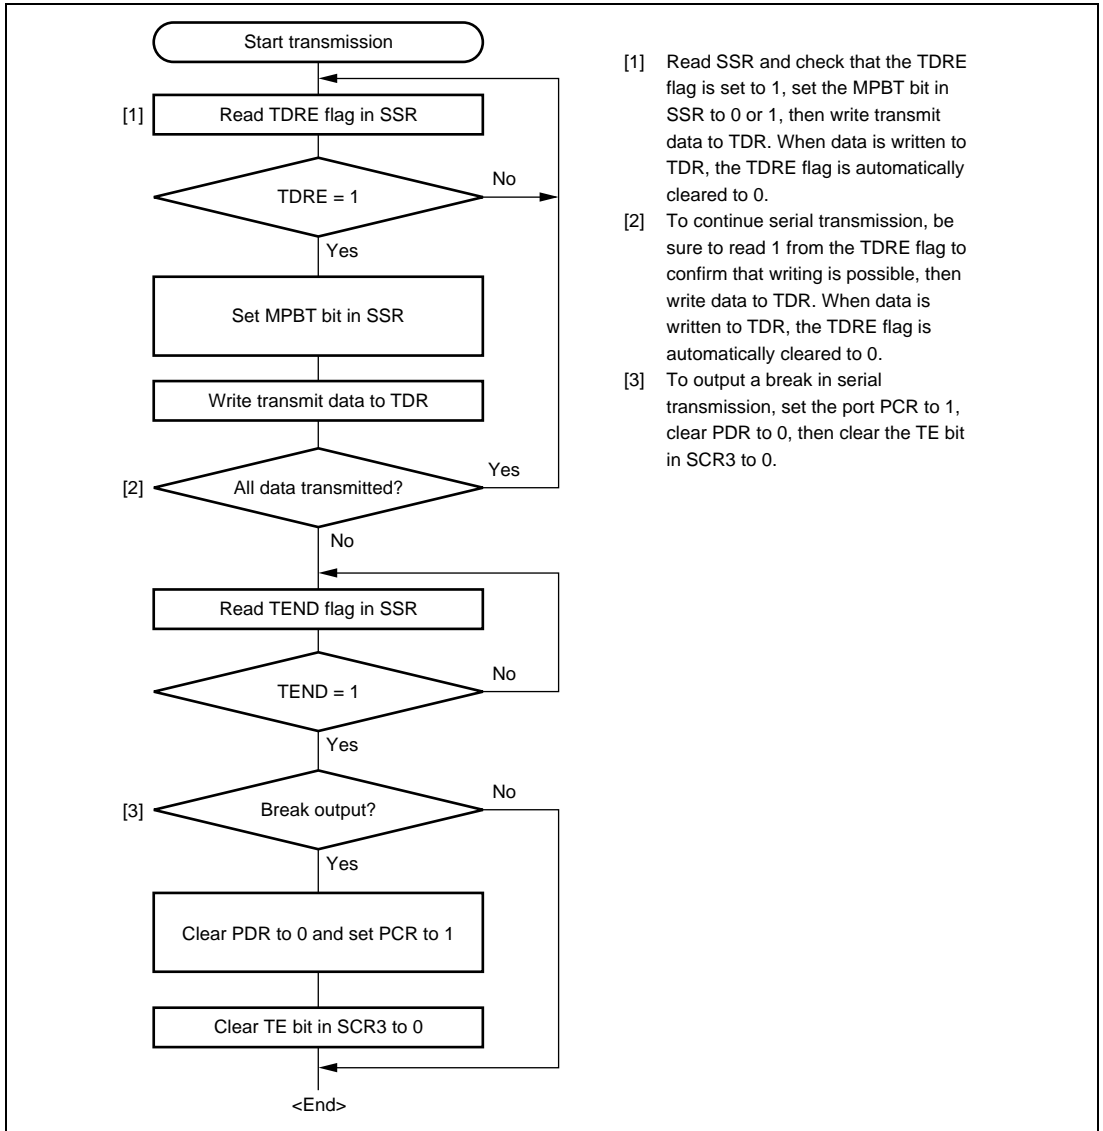 Start transmission
[1]
Read TDRE flag in SSR
TDRE = 1
No
Yes
Set MPBT bit in SSR
Write transmit data to TDR
[2]
All data transmitted?
Yes
No
Read TEND flag in SSR
TEND = 1
No
Yes
[3]
Break output?
No
Yes
Clear PDR to 0 and set PCR to 1
Clear TE bit in SCR3 to 0
<End>
[1] Read SSR and check that the TDRE
flag is set to 1, set the MPBT bit in
SSR to 0 or 1, then write transmit
data to TDR. When data is written to
TDR, the TDRE flag is automatically
cleared to 0.
[2] To continue serial transmission, be
sure to read 1 from the TDRE flag to
confirm that writing is possible, then
write data to TDR. When data is
written to TDR, the TDRE flag is
automatically cleared to 0.
[3] To output a break in serial
transmission, set the port PCR to 1,
clear PDR to 0, then clear the TE bit
in SCR3 to 0.